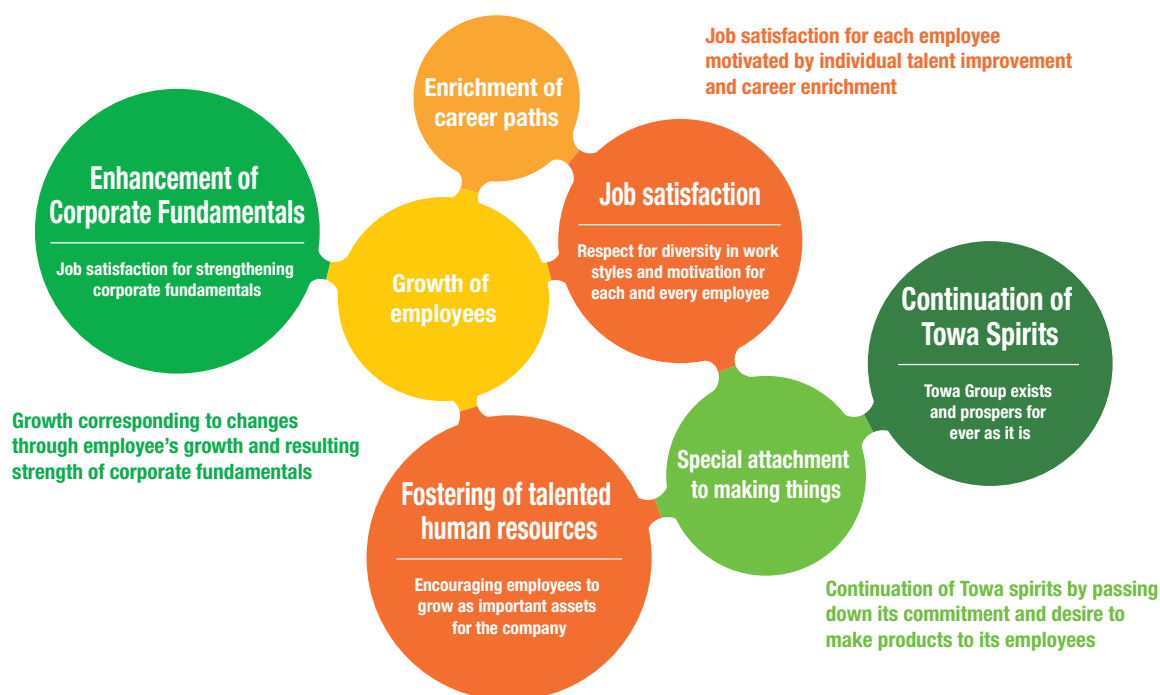 Job satisfaction for each employee
motivated by individual talent improvement
and career enrichment
Enrichment of
career paths
Enhancement of
Corporate Fundamentals
Job satisfaction for strengthening
corporate fundamentals
Job satisfaction
Respect for diversity in work
styles and motivation for
each and every employee
Growth of
employees
Continuation of
Towa Spirits
Towa Group exists
and prospers for
ever as it is
Growth corresponding to changes
through employee's growth and resulting
strength of corporate fundamentals
Special attachment
to making things
Fostering of talented
human resources
Encouraging employees to
grow as important assets
for the company
Continuation of Towa spirits by passing
down its commitment and desire to
make products to its employees